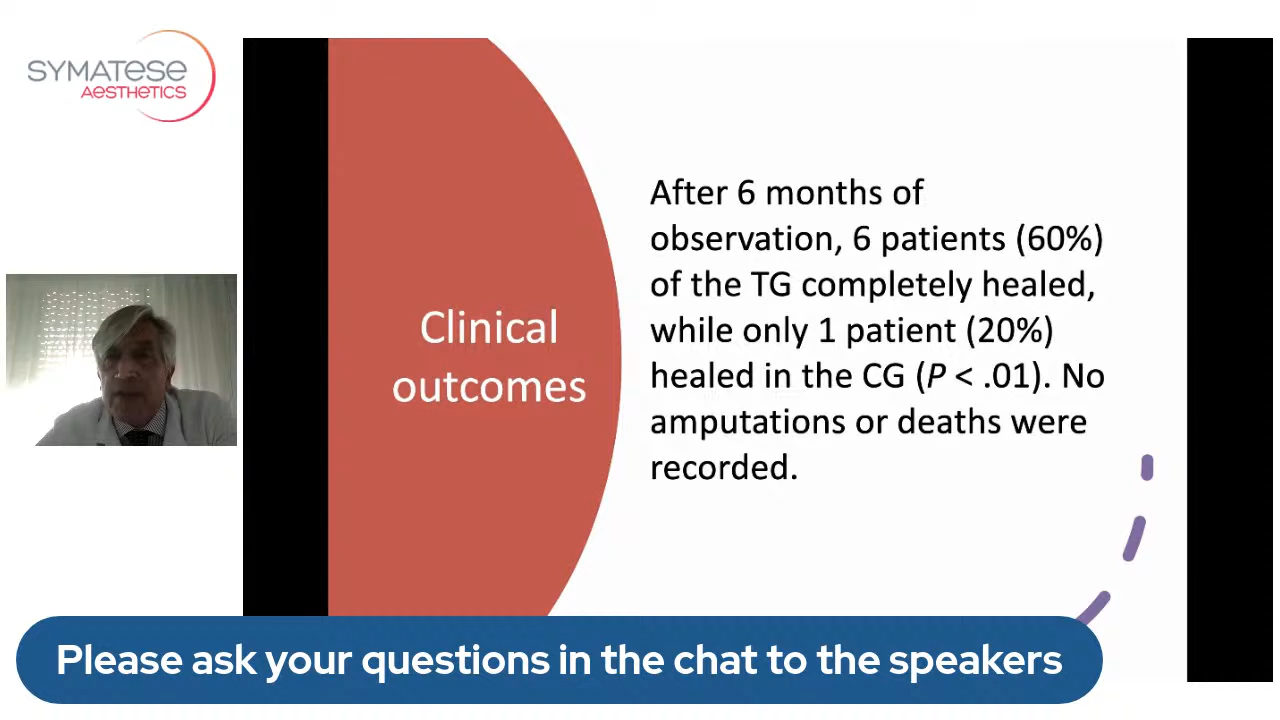 SYMATESE
AESTHETICS
Clinical
outcomes
After 6 months of
observation, 6 patients (60%)
of the TG completely healed,
while only 1 patient (20%)
healed in the CG (P < .01). No
amputations or deaths were
recorded.
Please ask your questions in the chat to the speakers